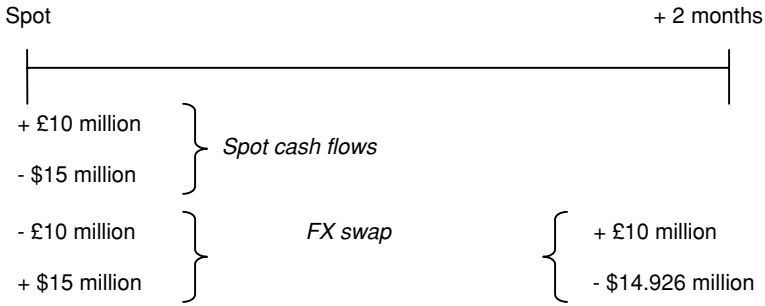 Spot + 2 months
+ £10 million
Spot cash flows
- $15 million
- £10 million FX swap + £10 million
+ $15 million - $14.926 million